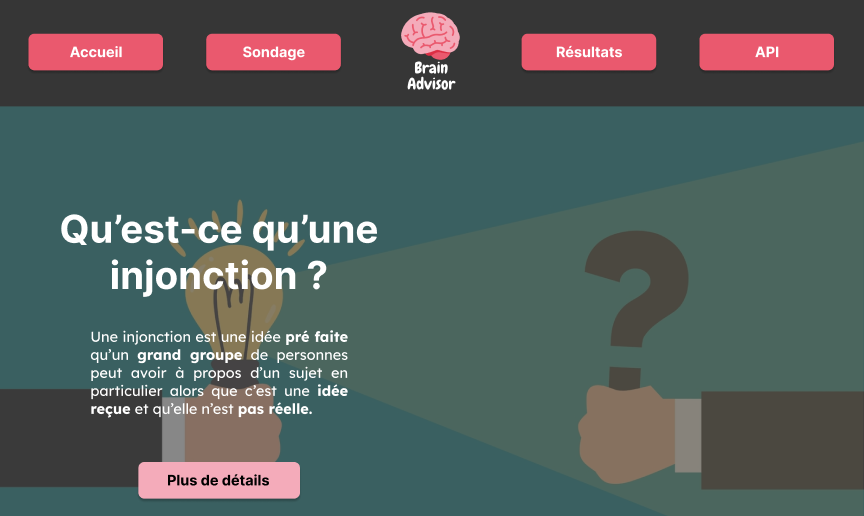 Accueil
Sondage
Brain
Advisor
Résultats
API
Qu’est-ce qu’une
injonction ?
Une injonction est une idée pré faite
qu’un grand groupe de personnes
peut avoir à propos d’un sujet en
particulier alors que c’est une idée
reçue et qu’elle n’est pas réelle.
Plus de détails